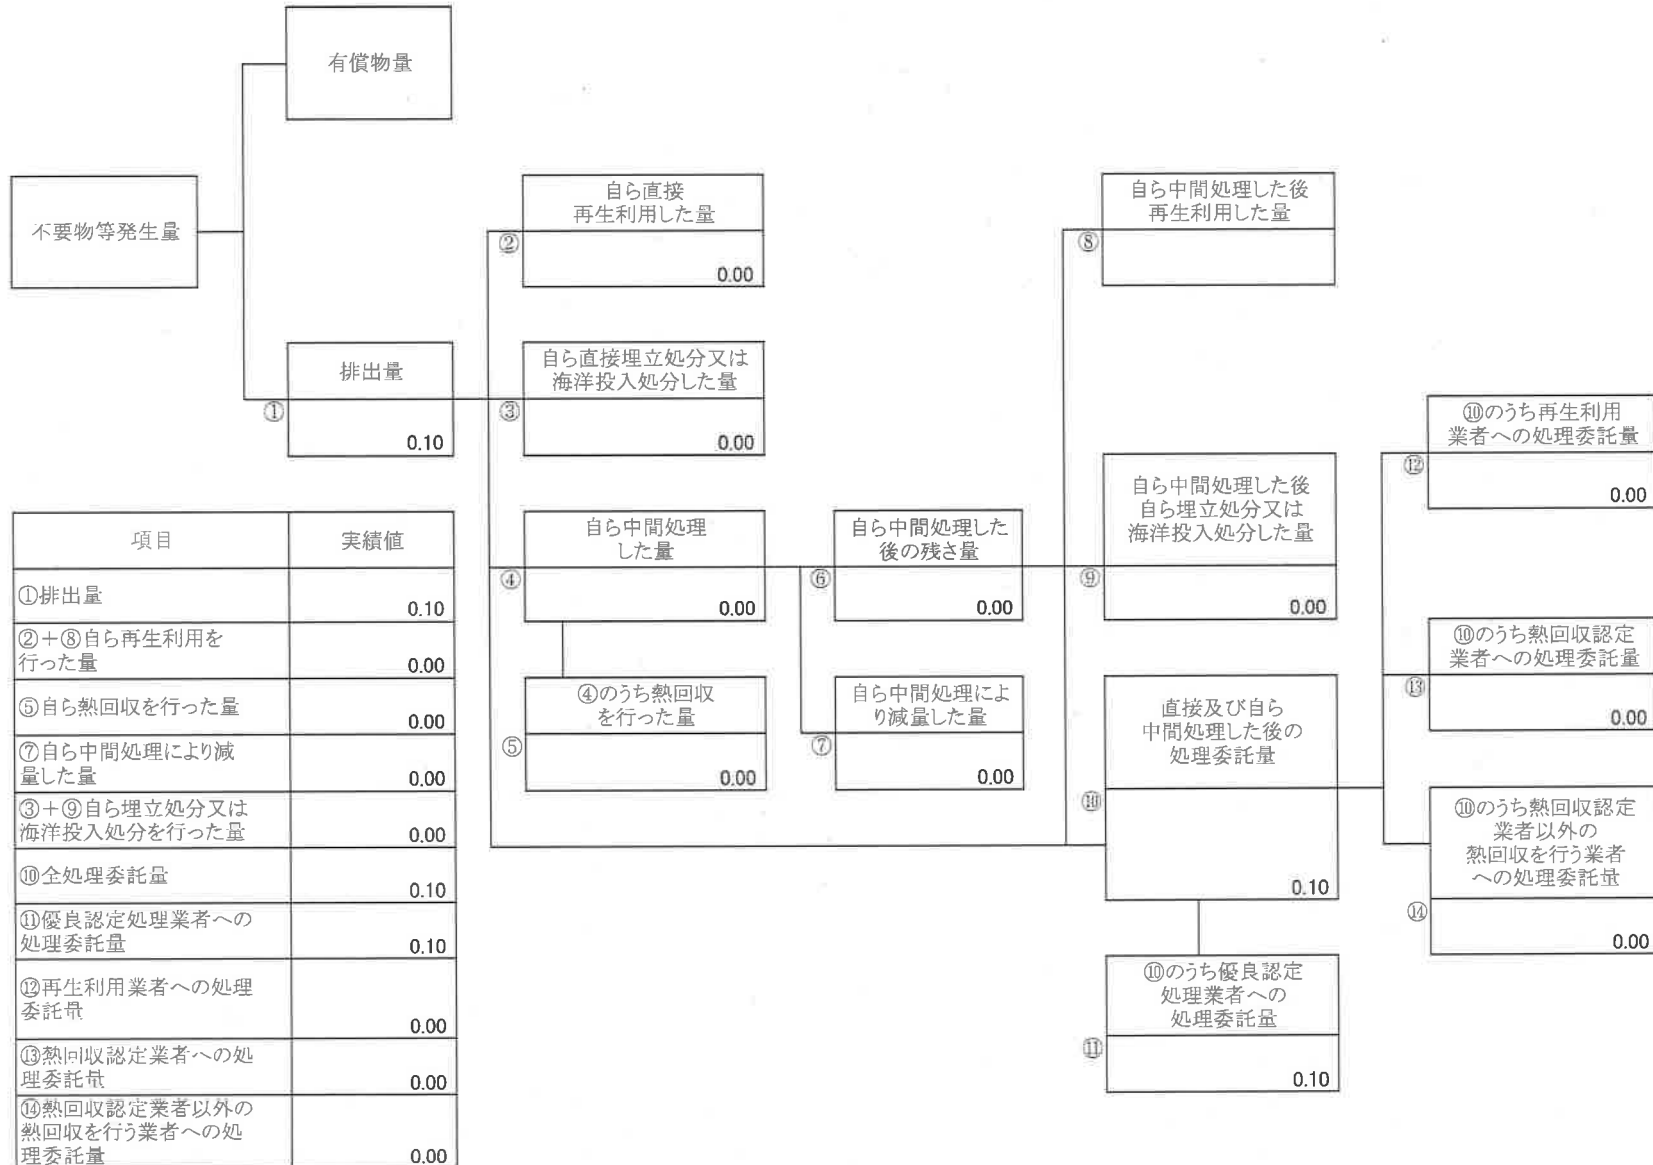 有償物量
不要物等発生量
排出量
①
0.10
自ら直接
再生利用した量
②
0.00
自ら直接埋立処分又は
海洋投入処分した量
③
0.00
自ら中間処理
した量
④
0.00
④のうち熱回収
を行った量
⑤
0.00
自ら中間処理した
後の残さ量
⑥
0.00
自ら中間処理によ
り減量した量
⑦
0.00
自ら中間処理した後
再生利用した量
⑧
自ら中間処理した後
自ら埋立処分又は
海洋投入処分した量
⑨
0.00
直接及び自ら
中間処理した後の
処理委託量
⑩
0.10
⑩のうち優良認定
処理業者への
処理委託量
⑪
0.10
⑩のうち再生利用
業者への処理委託量
⑫
0.00
⑩のうち熱回収認定
業者への処理委託量
⑬
0.00
⑩のうち熱回収認定
業者以外の
熱回収を行う業者
への処理委託量
⑭
0.00
項目 実績値
①排出量 0.10
②+⑧自ら再生利用を
行った量 0.00
⑤自ら熱回収を行った量 0.00
⑦自ら中間処理により減
量した量 0.00
③+⑨自ら埋立処分又は
海洋投入処分を行った量 0.00
⑩全処理委託量 0.10
⑪優良認定処理業者への
処理委託量 0.10
⑫再生利用業者への処理
委託量 0.00
⑬熱回収認定業者への処
理委託量 0.00
⑭熱回収認定業者以外の
熱回収を行う業者への処
理委託量 0.00